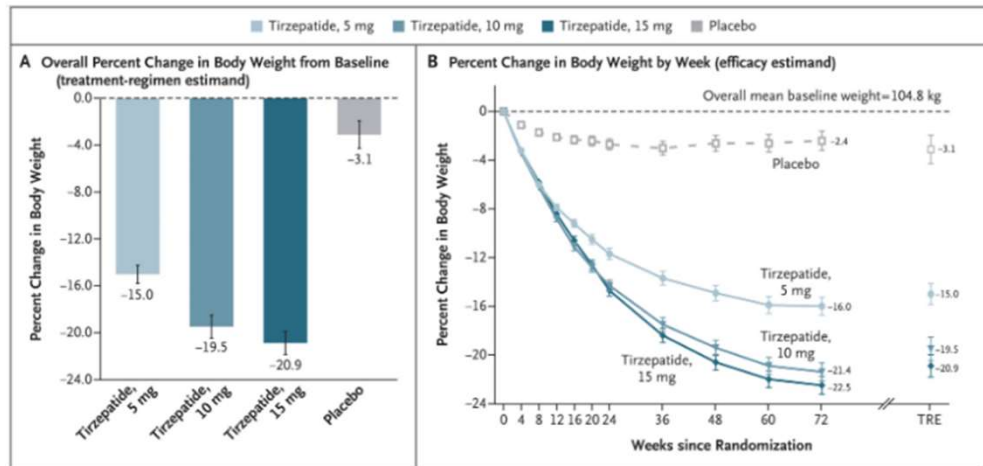 Tirzepatide, 5 mg Tirzepatide, 10 mg Tirzepatide, 15 mg Placebo
A Overall Percent Change in Body Weight from Baseline
(treatment-regimen estimand)
Percent Change in Body Weight
0.0
−4.0
−8.0
−12.0
−16.0
−20.0
−24.0
−15.0
−19.5
−20.9
−3.1
Tirzepatide,
5 mg
Tirzepatide,
10 mg
Tirzepatide,
15 mg
Placebo
B Percent Change in Body Weight by Week (efficacy estimand)
Overall mean baseline weight=104.8 kg
Percent Change in Body Weight
0
−4
−8
−12
−16
−20
−24
−2.4
−3.1
Placebo
Tirzepatide,
5 mg
−16.0
−15.0
Tirzepatide,
10 mg
−21.4
−19.5
Tirzepatide,
15 mg
−22.5
−20.9
0 4 8 12 16 20 24 36 48 60 72 TRE
Weeks since Randomization